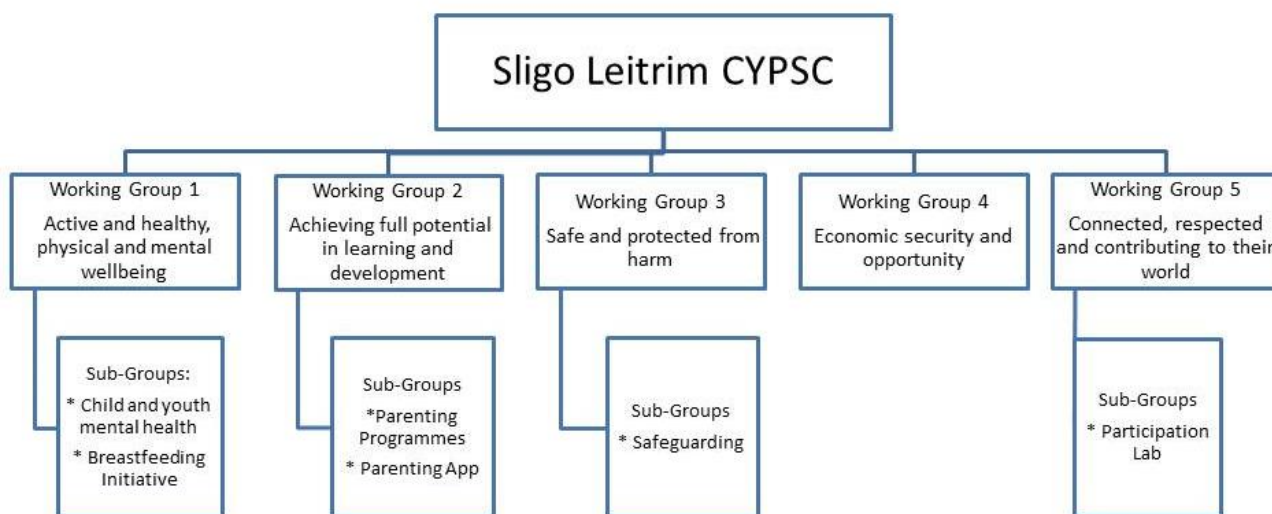 Sligo Leitrim CYPSC
Working Group 1
Active and healthy,
physical and mental
wellbeing
Working Group 2
Achieving full potential
in learning and
development
Working Group 3
Safe and protected from
harm
Working Group 4
Economic security and
opportunity
Working Group 5
Connected, respected
and contributing to their
world
Sub-Groups:
* Child and youth
mental health
* Breastfeeding
Initiative
Sub-Groups
*Parenting
Programmes
* Parenting App
Sub-Groups
* Safeguarding
Sub-Groups
* Participation
Lab